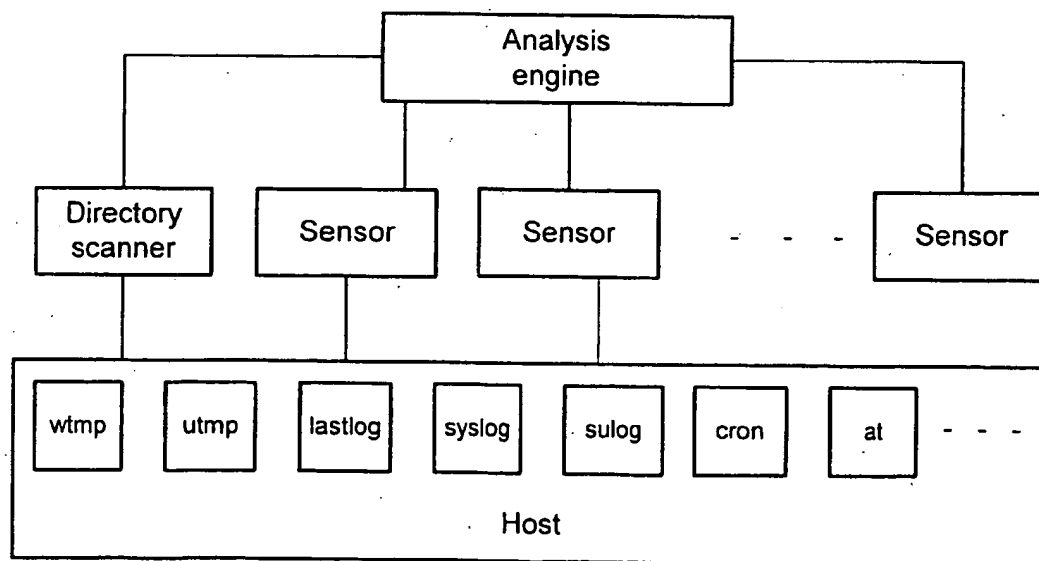 Analysis
engine
Directory
scanner
Sensor
Sensor
Sensor
wtmp
utmp
lastlog
syslog
sulog
cron
at
Host